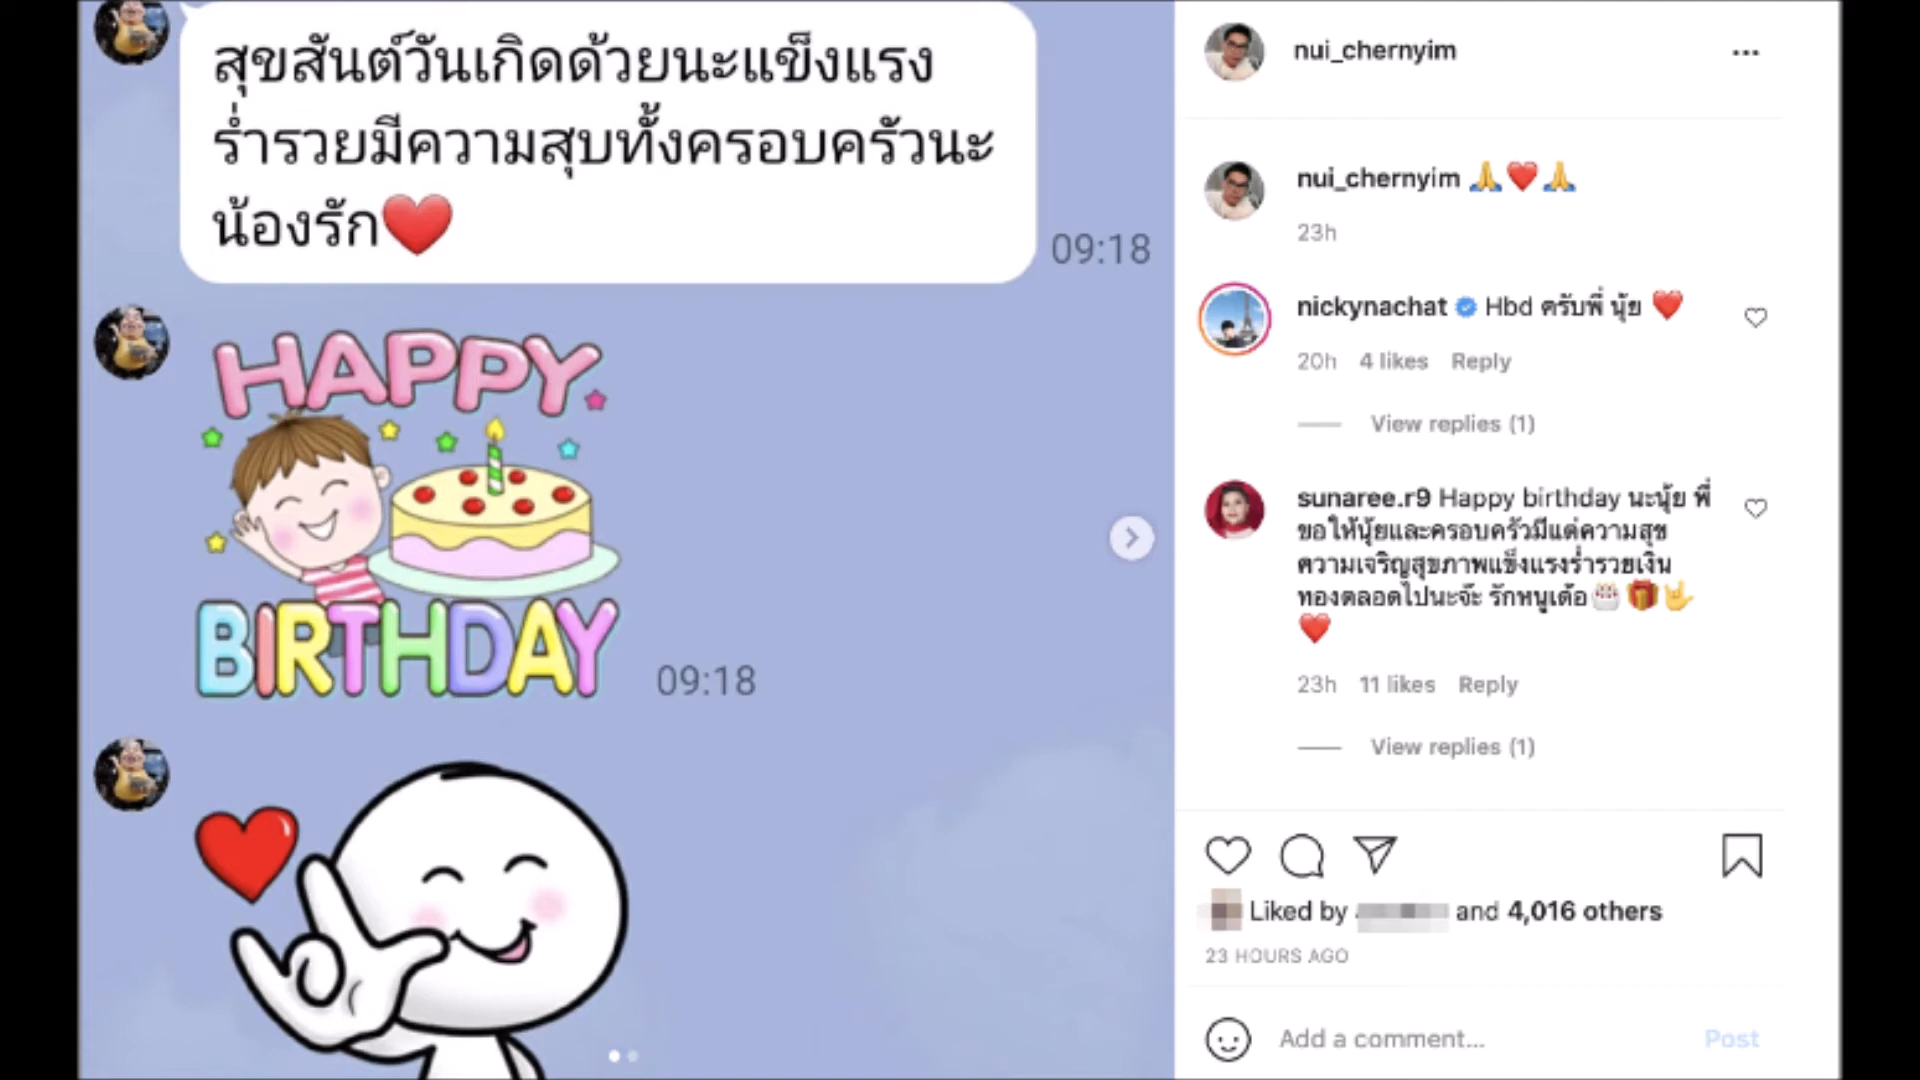 สุขสันต์วันเกิดด้วยนะแข็งแรง
ร่ำรวยมีความสุบทั้งครอบครัวนะ
น้องรัก❤️
09:18
HAPPY
BIRTHDAY
09:18
nui_chernyim
nui_chernyim 🙏❤️🙏
23h
nickynachat Hbd ครับพี่ นุ้ย ❤️
20h 4 likes Reply
View replies (1)
sunaree.r9 Happy birthday นะนุ้ย พี่
ขอให้นุ้ยและครอบครัวมีแต่ความสุข
ความเจริญสุขภาพแข็งแรงร่ำรวยเงิน
ทองตลอดไปนะจ๊ะ รักหนูเด้อ🎂🎁🤟
❤️
23h 11 likes Reply
View replies (1)
Liked by and 4,016 others
23 HOURS AGO
Add a comment... Post